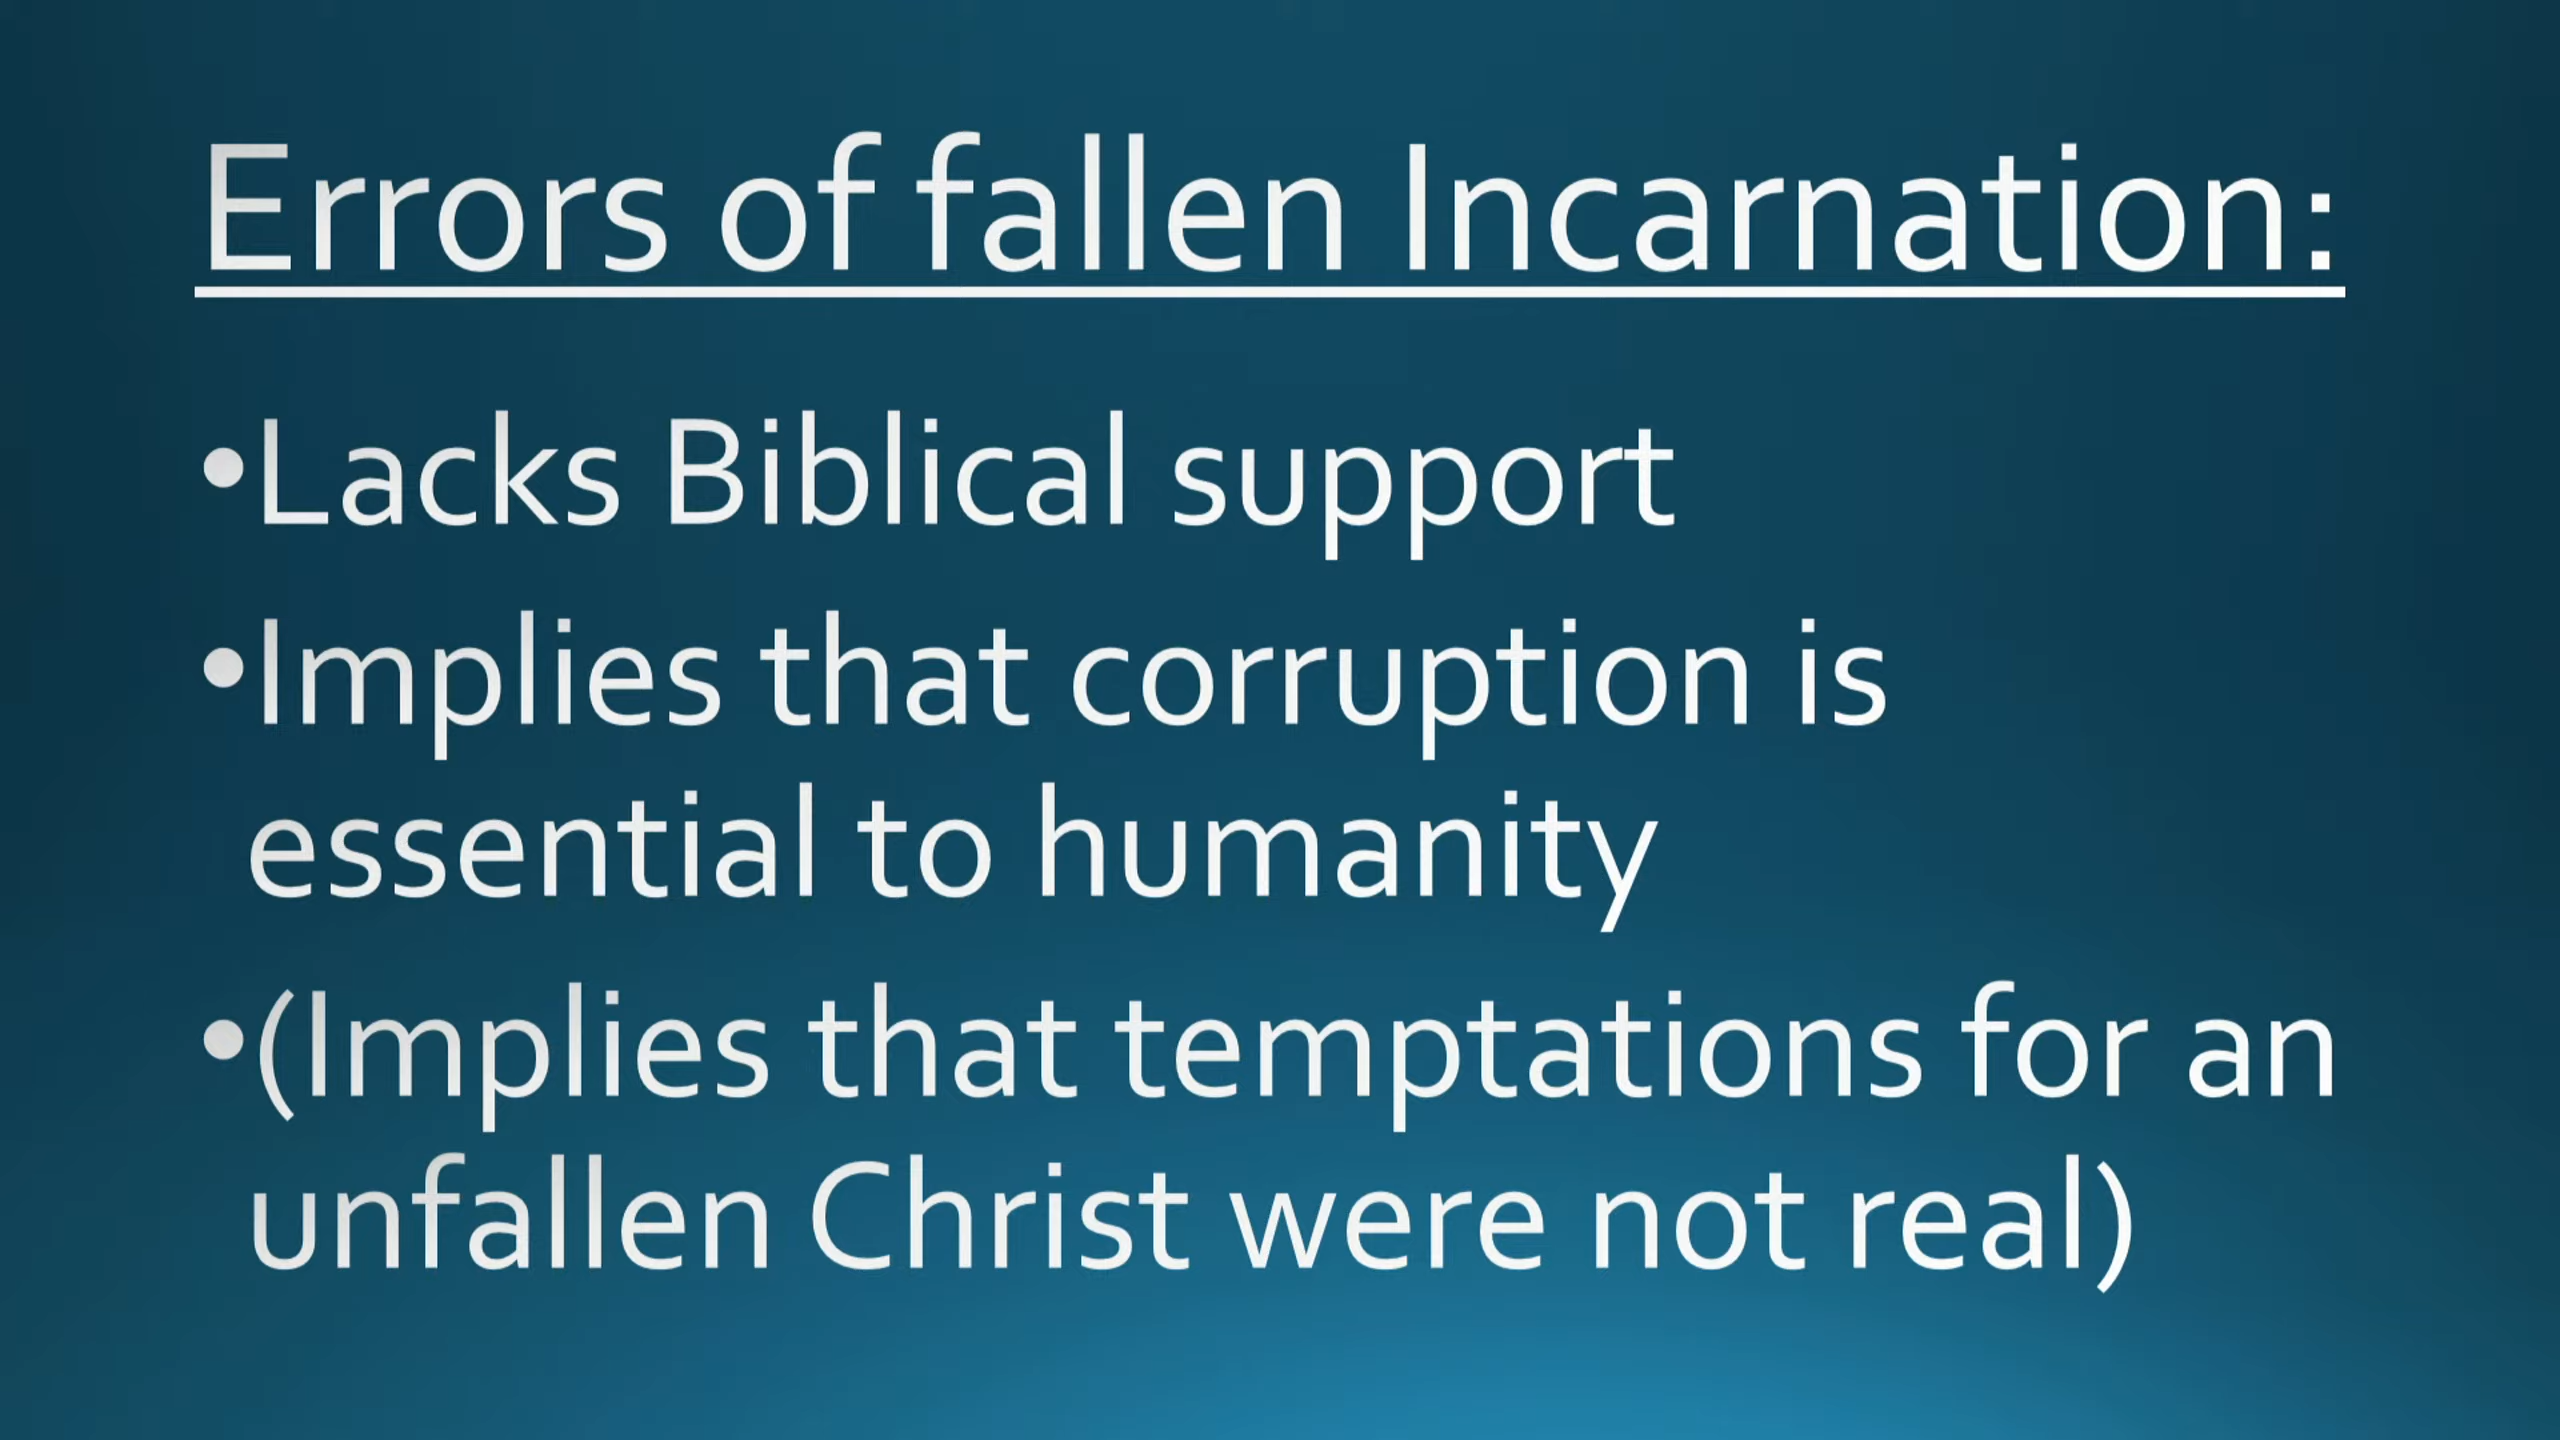 Errors of fallen Incarnation:
•Lacks Biblical support
•Implies that corruption is
essential to humanity
•(Implies that temptations for an
unfallen Christ were not real)